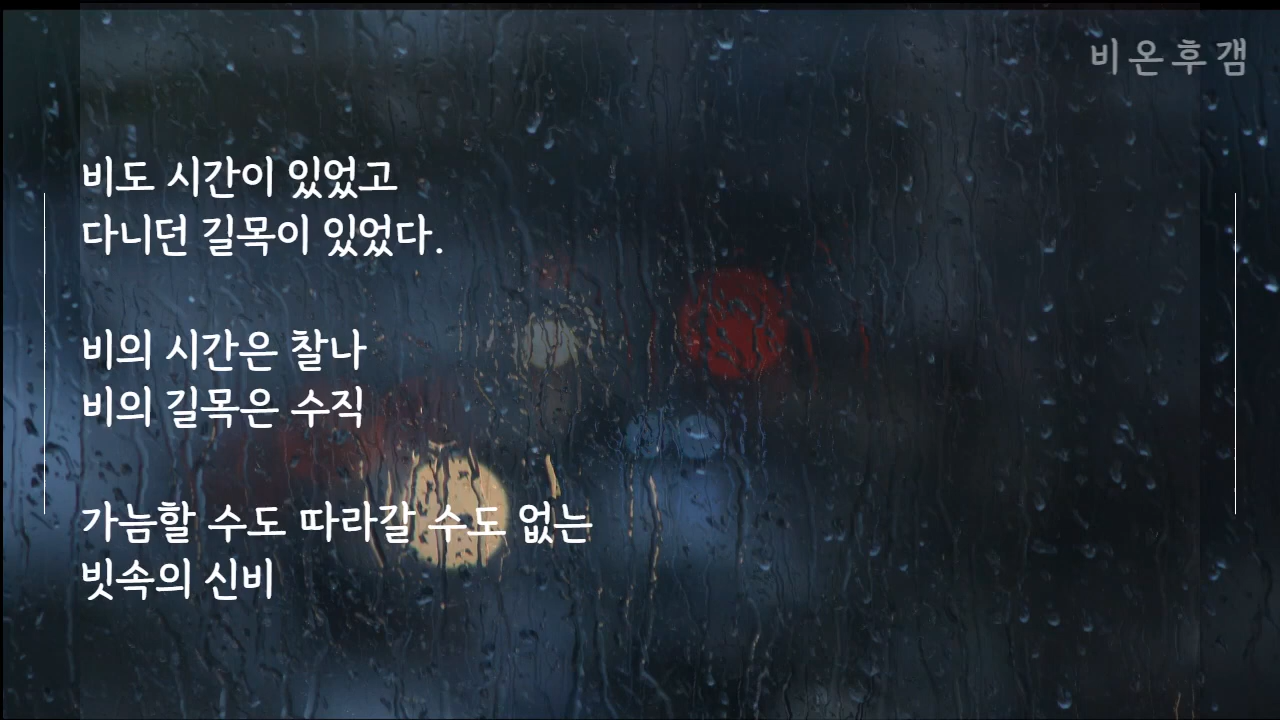 비온후갬
비도 시간이 있었고
다니던 길목이 있었다.
비의 시간은 찰나
비의 길목은 수직
가늠할 수도 따라갈 수도 없는
빗속의 신비